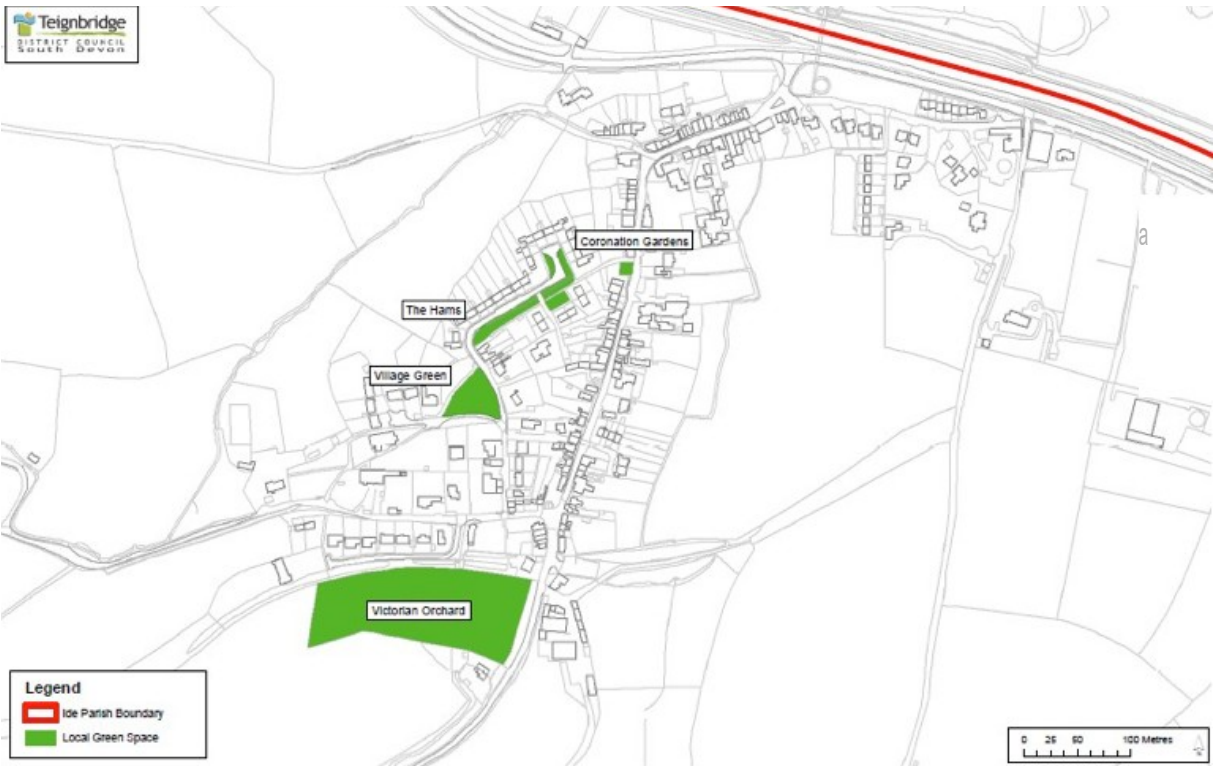 Teignbridge
DISTRICT COUNCIL
South Devon
Coronation Gardens
a
The Hams
Village Green
Victorian Orchard
Legend
Ide Parish Boundary
Local Green Space
0 25 50 100 Metres